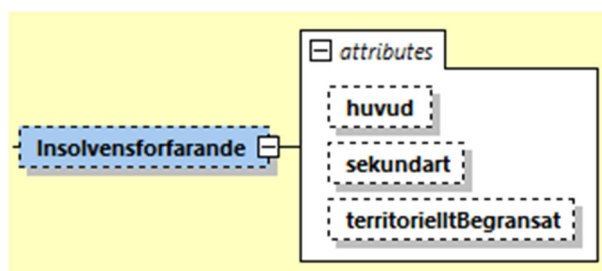 attributes
huvud
Insolvensforfarande
sekundart
territorielltBegransat